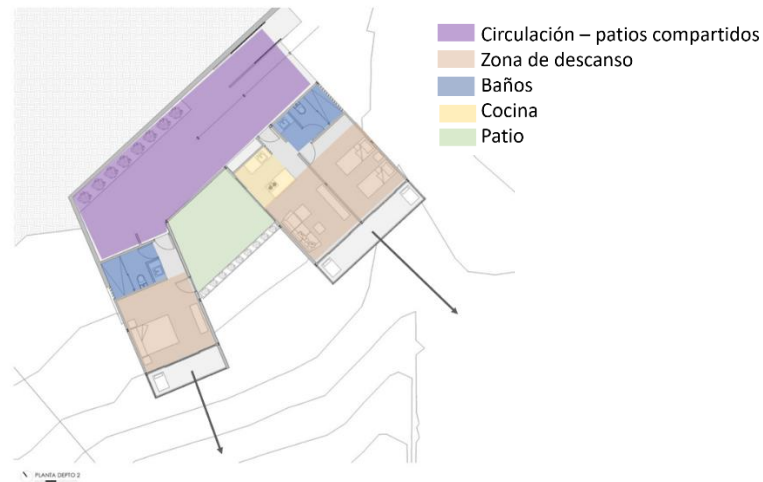 Circulación – patios compartidos
Zona de descanso
Baños
Cocina
Patio
PLANTA DEPTO 2